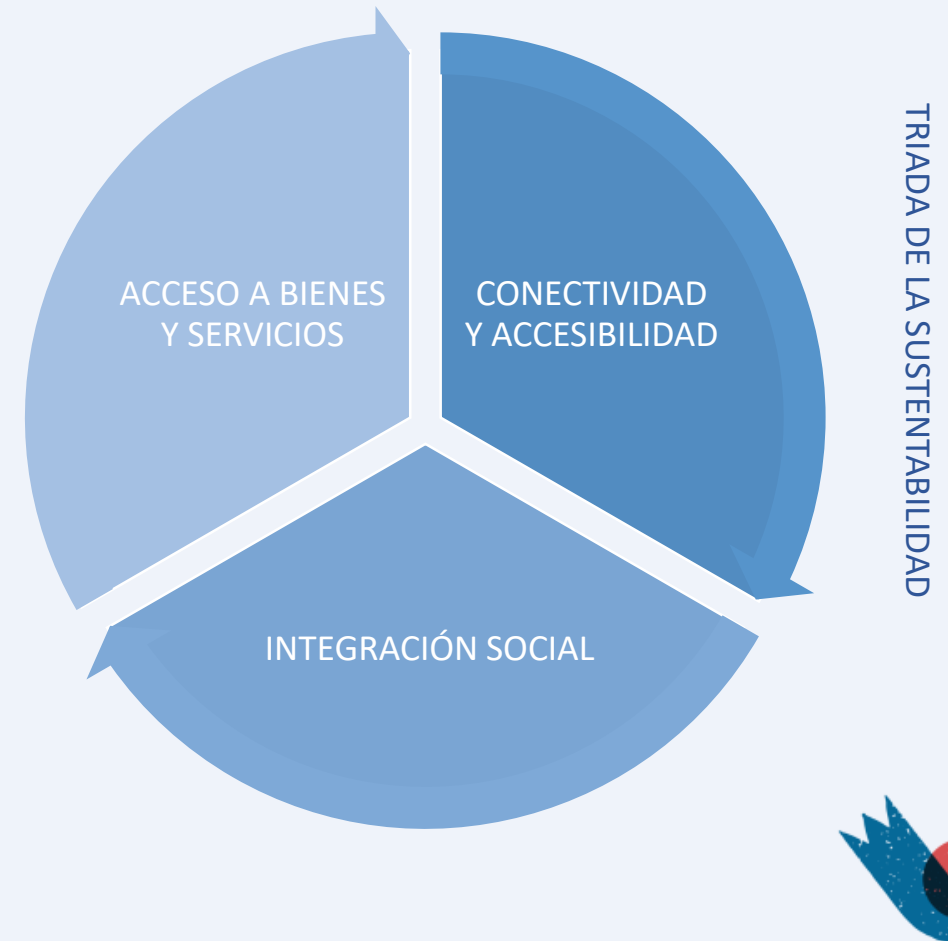 ACCESO A BIENES
Y SERVICIOS
CONECTIVIDAD
Y ACCESIBILIDAD
INTEGRACIÓN SOCIAL
TRIADA DE LA SUSTENTABILIDAD